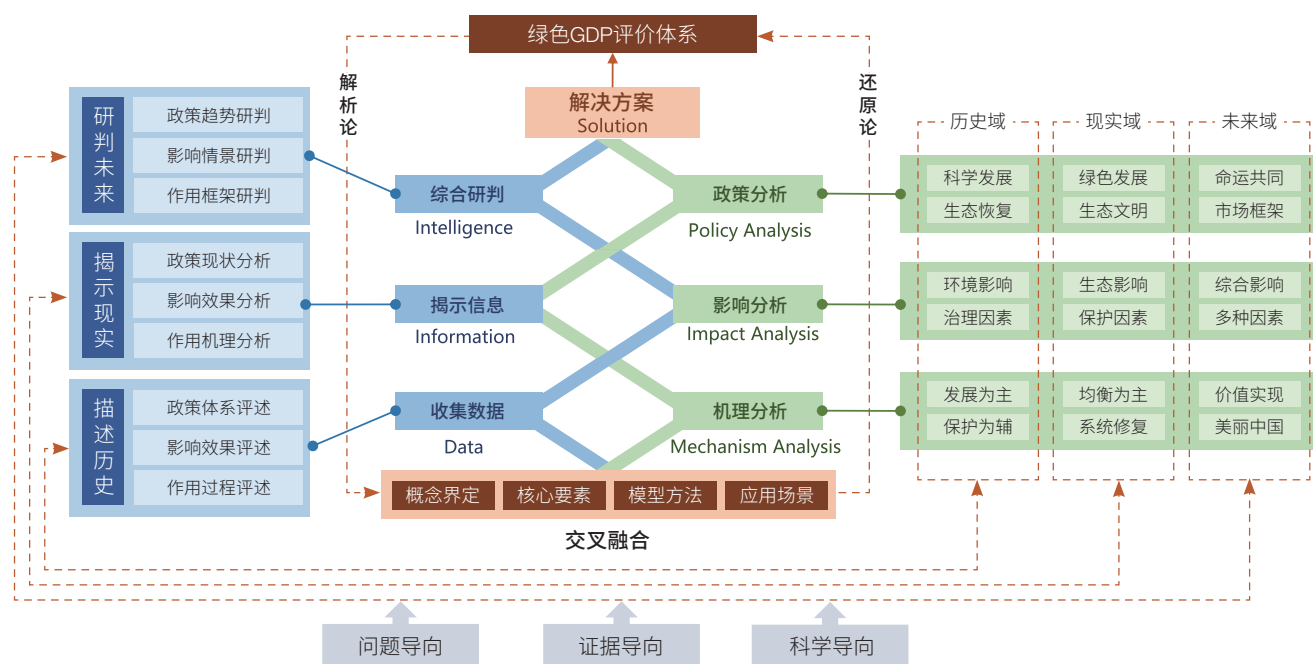 绿色GDP评价体系
解析论
还原论
解决方案
Solution
研判未来
政策趋势研判
影响情景研判
作用框架研判
揭示现实
政策现状分析
影响效果分析
作用机理分析
描述历史
政策体系评述
影响效果评述
作用过程评述
综合研判
Intelligence
揭示信息
Information
收集数据
Data
政策分析
Policy Analysis
影响分析
Impact Analysis
机理分析
Mechanism Analysis
历史域
现实域
未来域
科学发展
绿色发展
命运共同
生态恢复
生态文明
市场框架
环境影响
生态影响
综合影响
治理因素
保护因素
多种因素
发展为主
均衡为主
价值实现
保护为辅
系统修复
美丽中国
概念界定
核心要素
模型方法
应用场景
交叉融合
问题导向
证据导向
科学导向